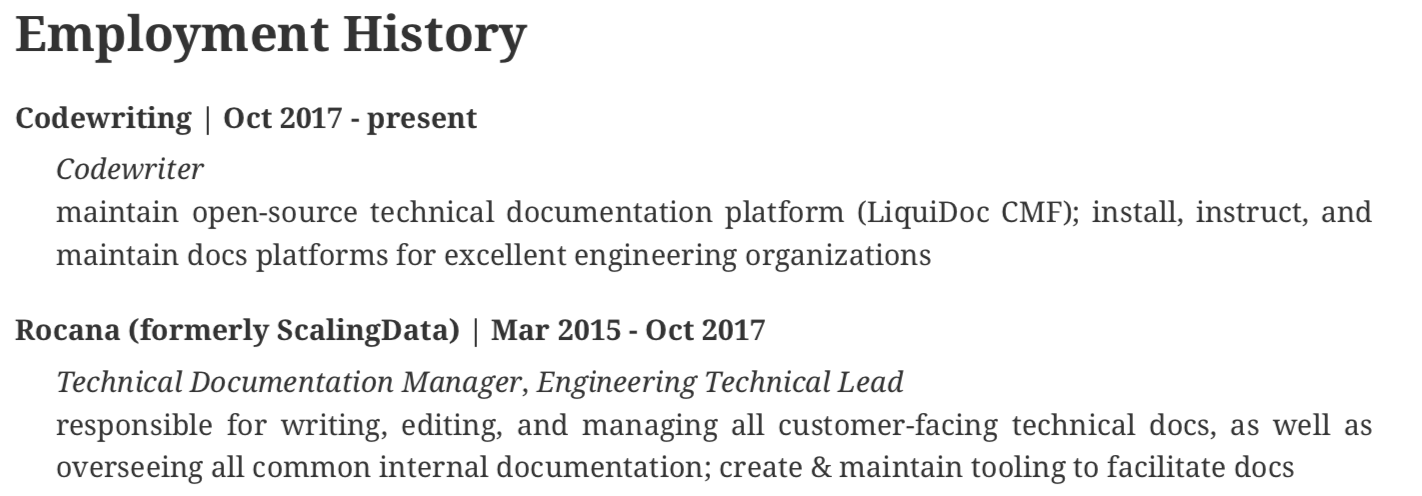 Employment History
Codewriting | Oct 2017 - present
Codewriter
maintain open-source technical documentation platform (LiquiDoc CMF); install, instruct, and
maintain docs platforms for excellent engineering organizations
Rocana (formerly ScalingData) | Mar 2015 - Oct 2017
Technical Documentation Manager, Engineering Technical Lead
responsible for writing, editing, and managing all customer-facing technical docs, as well as
overseeing all common internal documentation; create & maintain tooling to facilitate docs